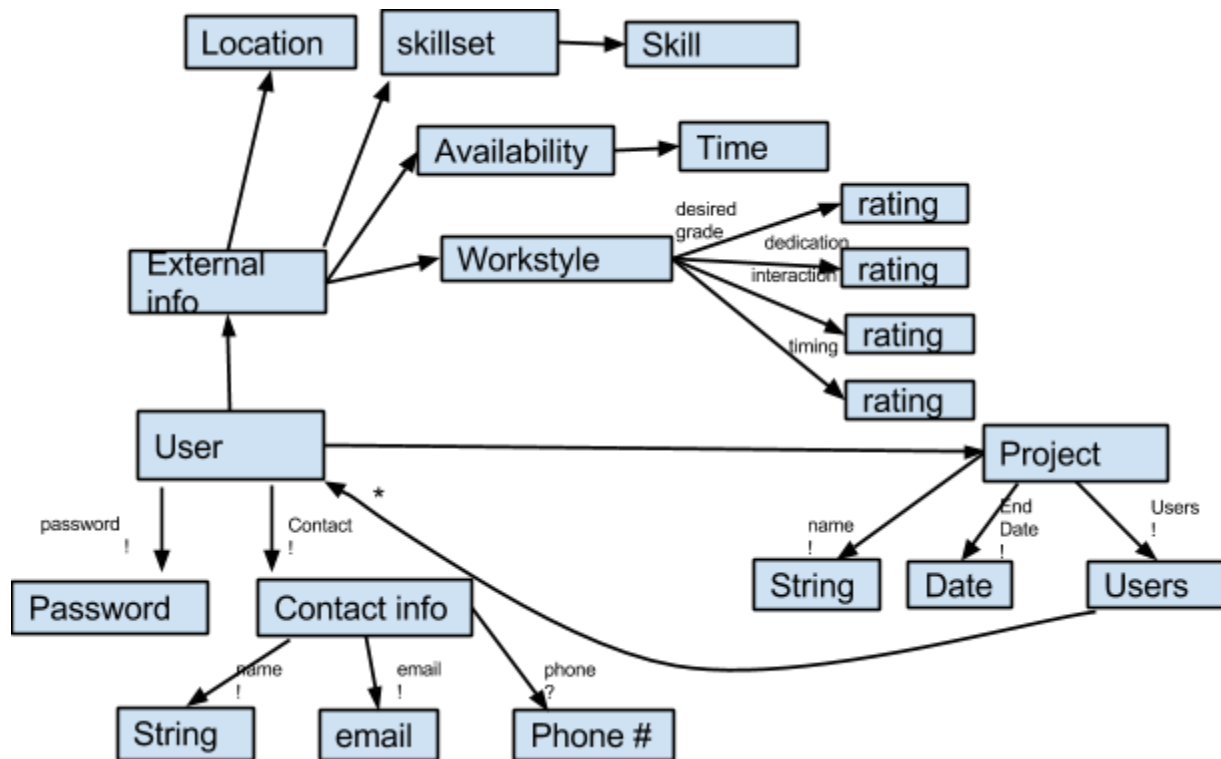 Location
skillset
Skill
Availability
Time
desired
grade
rating
dedication
rating
External
info
Workstyle
interaction
rating
timing
rating
User
Project
*
password
!
Contact
!
name
!
End
Date
!
Users
!
Password
Contact info
String
Date
Users
name
!
email
!
phone
?
String
email
Phone #